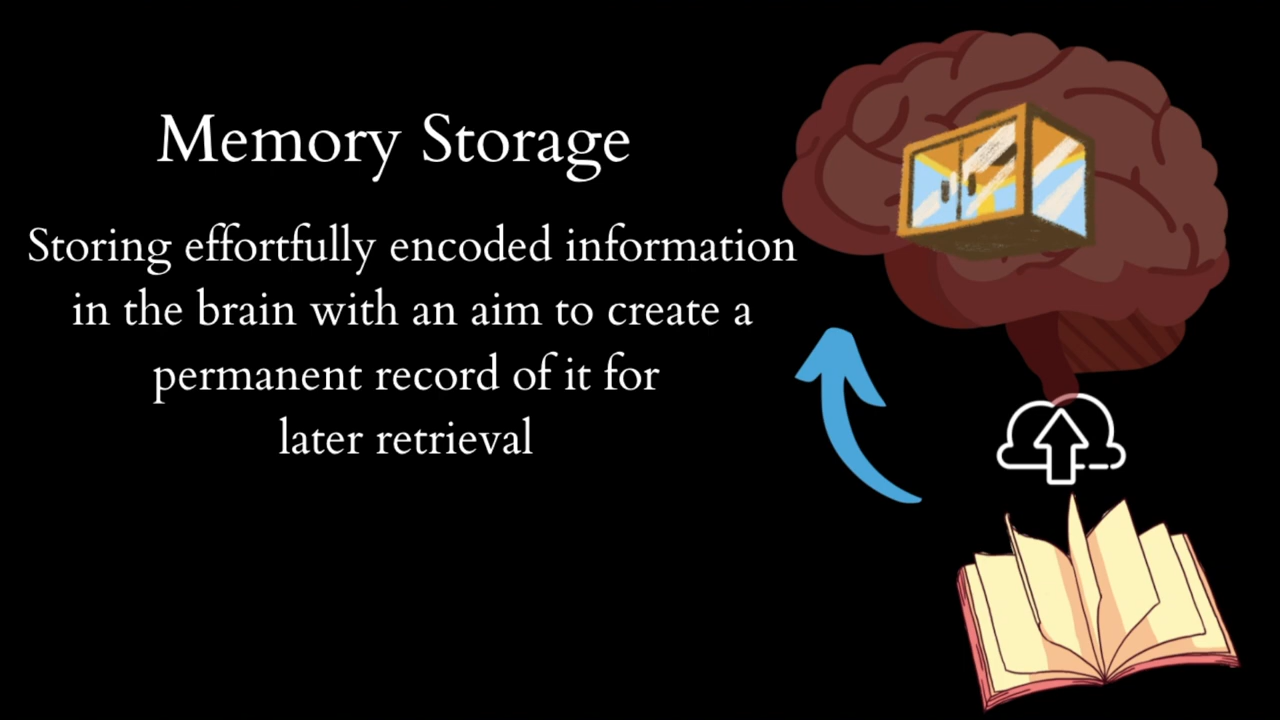 Memory Storage
Storing effortfully encoded information
in the brain with an aim to create a
permanent record of it for
later retrieval